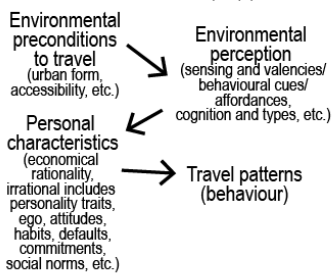 Environmental
preconditions
to travel
(urban form,
accessibility, etc.)
Environmental
perception
(sensing and valencies/
behavioural cues/
affordances,
cognition and types, etc.)
Personal
characteristics
(economical
rationality,
irrational includes
personality traits,
ego, attitudes,
habits, defaults,
commitments,
social norms, etc.)
Travel patterns
(behaviour)